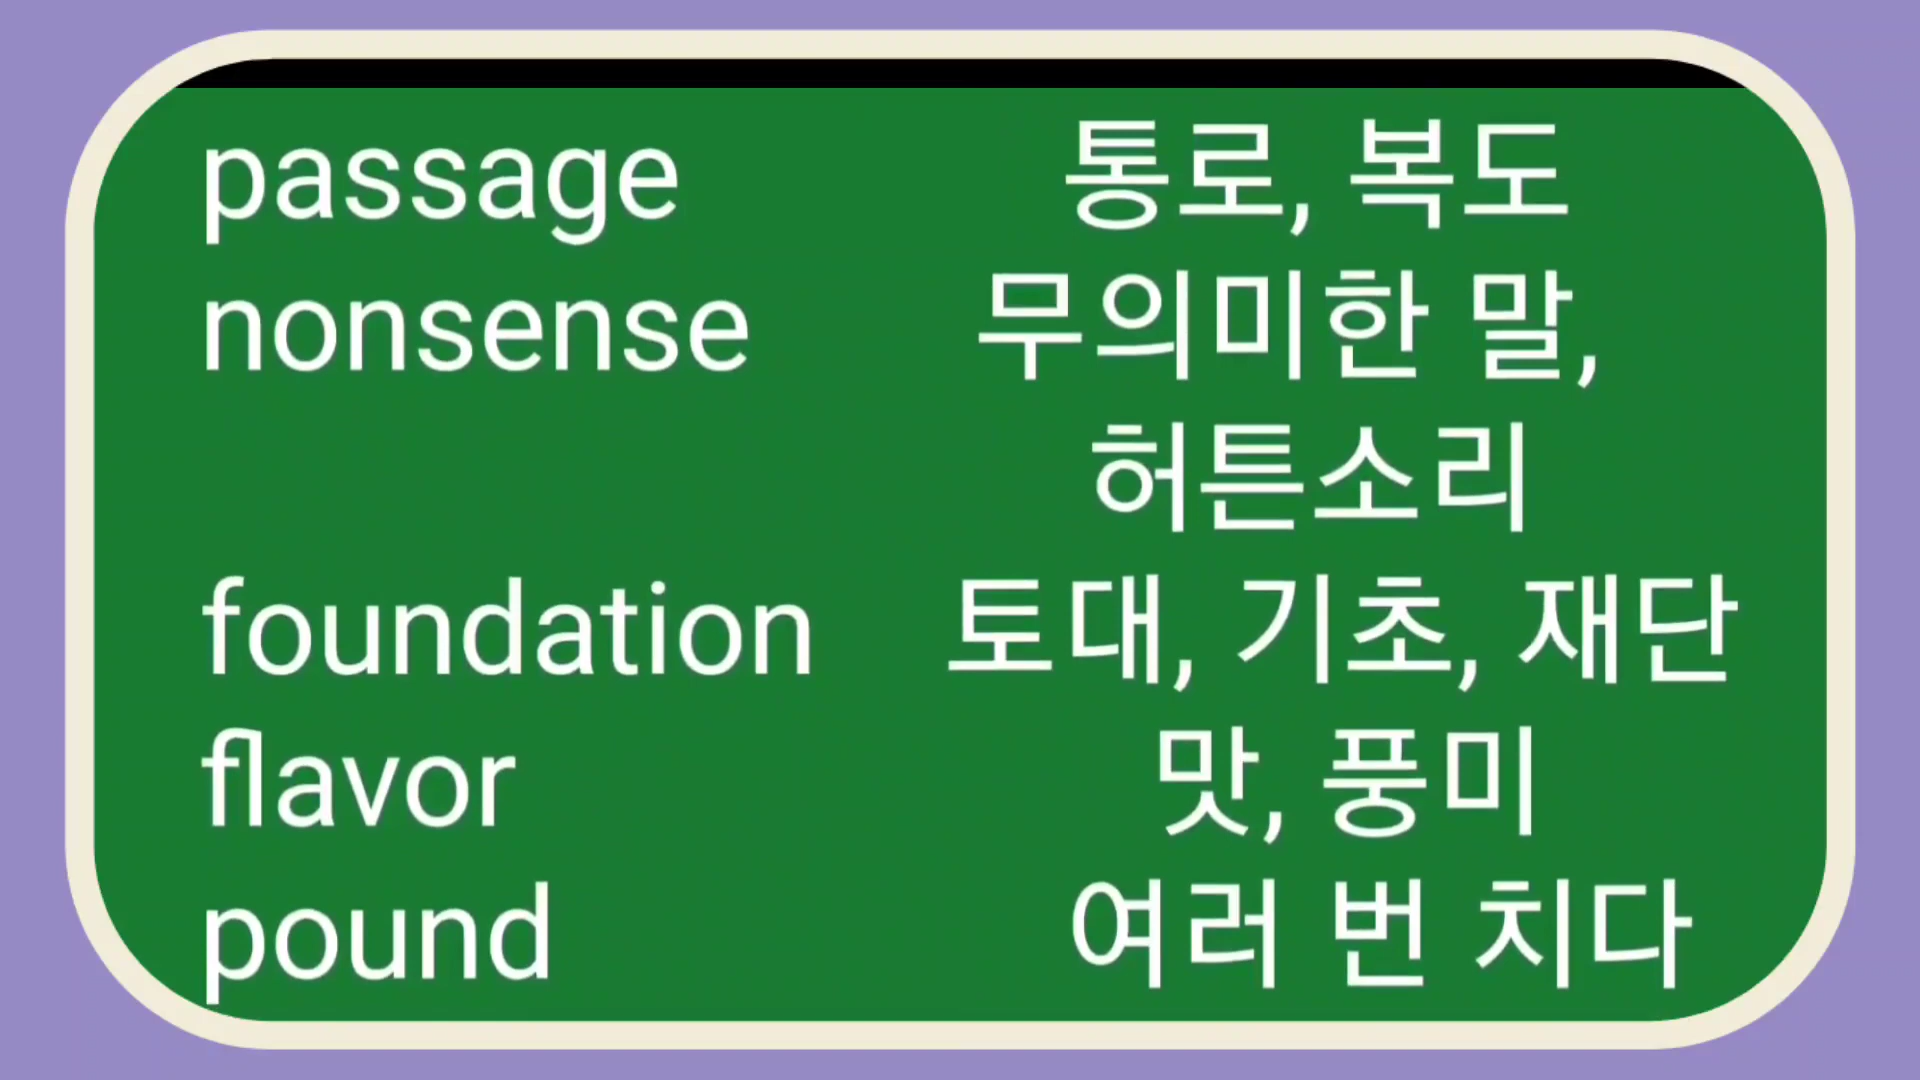 passage 통로, 복도
nonsense 무의미한 말,
허튼소리
foundation 토대, 기초, 재단
flavor 맛, 풍미
pound 여러 번 치다